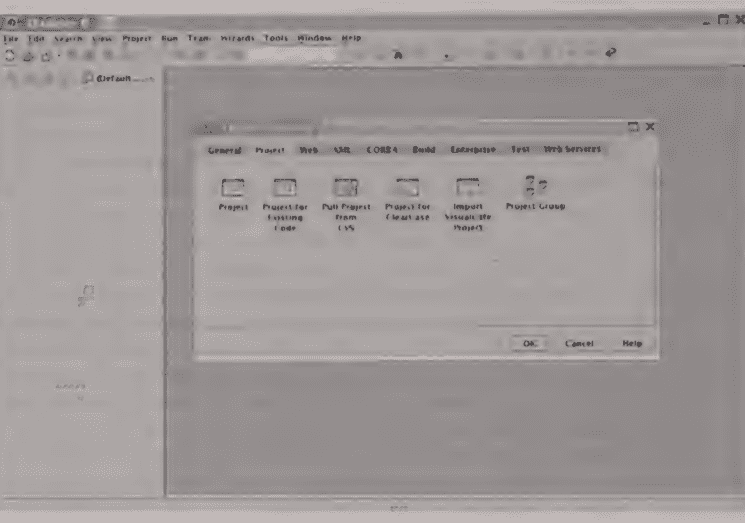 File Edit Search View Project Run Team Wizards Tools Window Help
(Default
General Project Web XML CORBA Build Enterprise Test Web Services
Project
Project for Existing Code
Pull Project from CVS
Project for ClearCase
Import VisualCafe Project
Project Group
OK Cancel Help